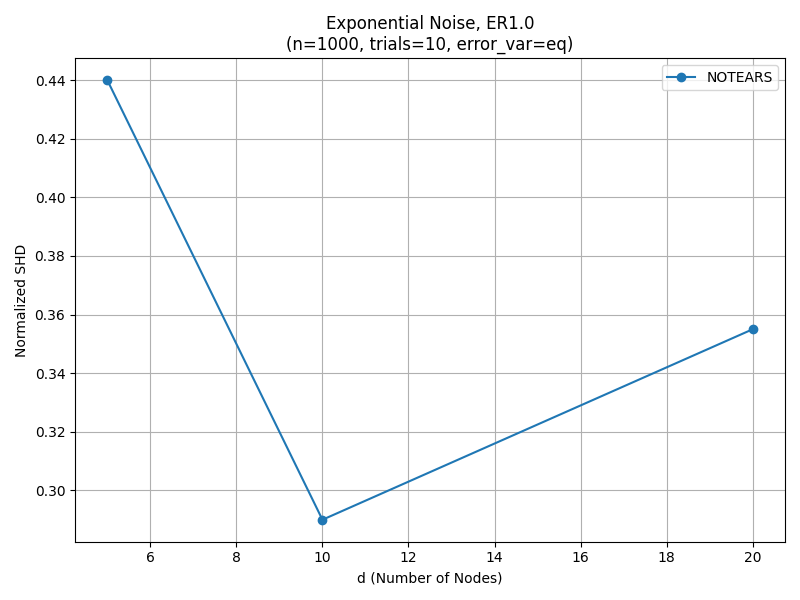 Exponential Noise, ER1.0
(n=1000, trials=10, error_var=eq)
NOTEARS
0.44
0.42
0.40
0.38
0.36
0.34
0.32
0.30
Normalized SHD
6 8 10 12 14 16 18 20
d (Number of Nodes)